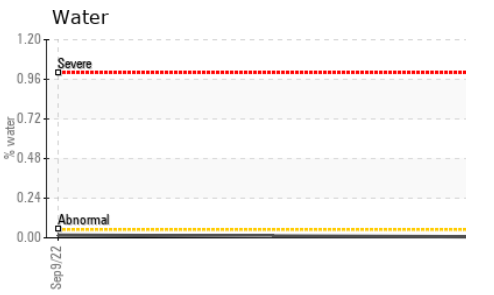 Water
1.20
Severe
0.96
0.72
% water
0.48
0.24
Abnormal
0.00
Sep9/22